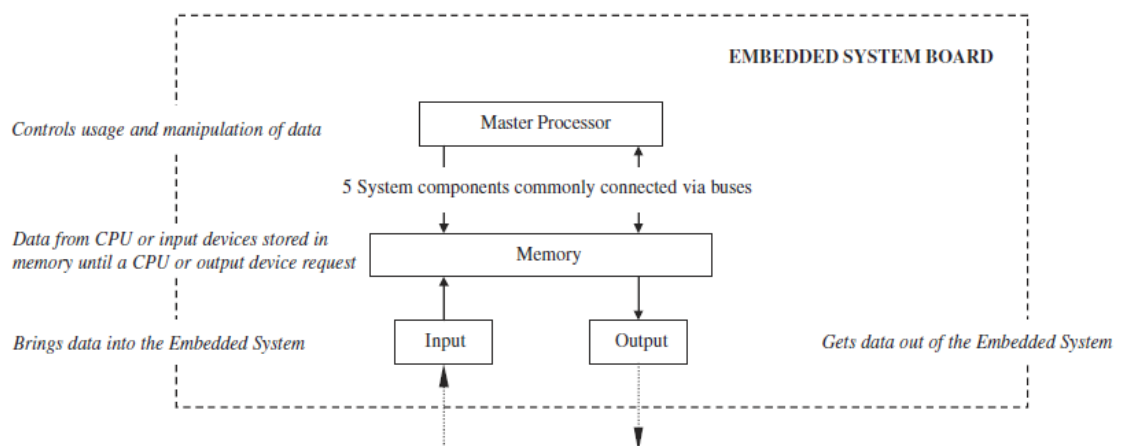 EMBEDDED SYSTEM BOARD
Controls usage and manipulation of data
Master Processor
5 System components commonly connected via buses
Data from CPU or input devices stored in
memory until a CPU or output device request
Memory
Brings data into the Embedded System
Input
Output
Gets data out of the Embedded System